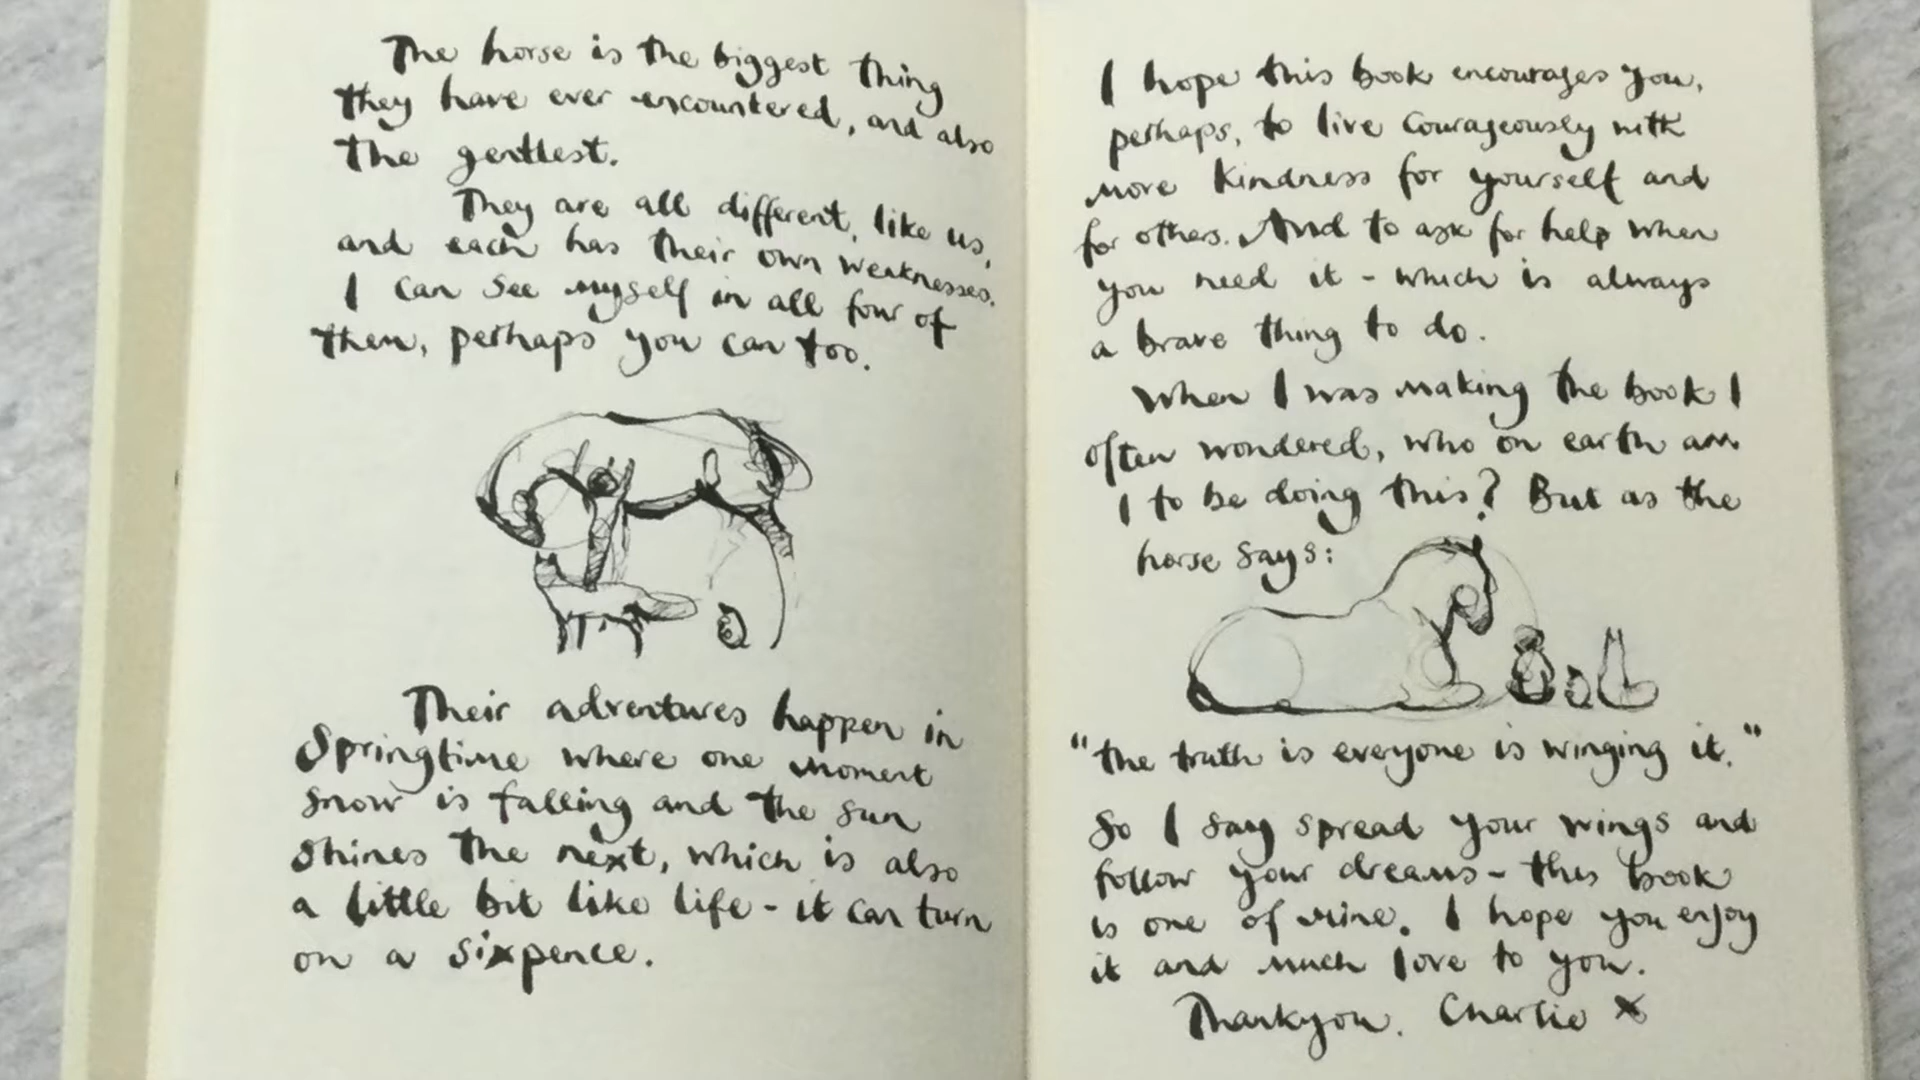 The horse is the biggest thing
they have ever encountered, and also
the gentlest.
They are all different, like us,
and each has their own weaknesses.
I can see myself in all four of
them, perhaps you can too.
Their adventures happen in
Springtime where one moment
snow is falling and the sun
shines the next, which is also
a little bit like life - it can turn
on a sixpence.
I hope this book encourages you,
perhaps, to live courageously with
more kindness for yourself and
for others. And to ask for help when
you need it - which is always
a brave thing to do.
When I was making the book I
often wondered, who on earth am
I to be doing this? But as the
horse says:
"the truth is everyone is winging it."
So I say spread your wings and
follow your dreams - this book
is one of mine. I hope you enjoy
it and much love to you.
Thankyou. Charlie x